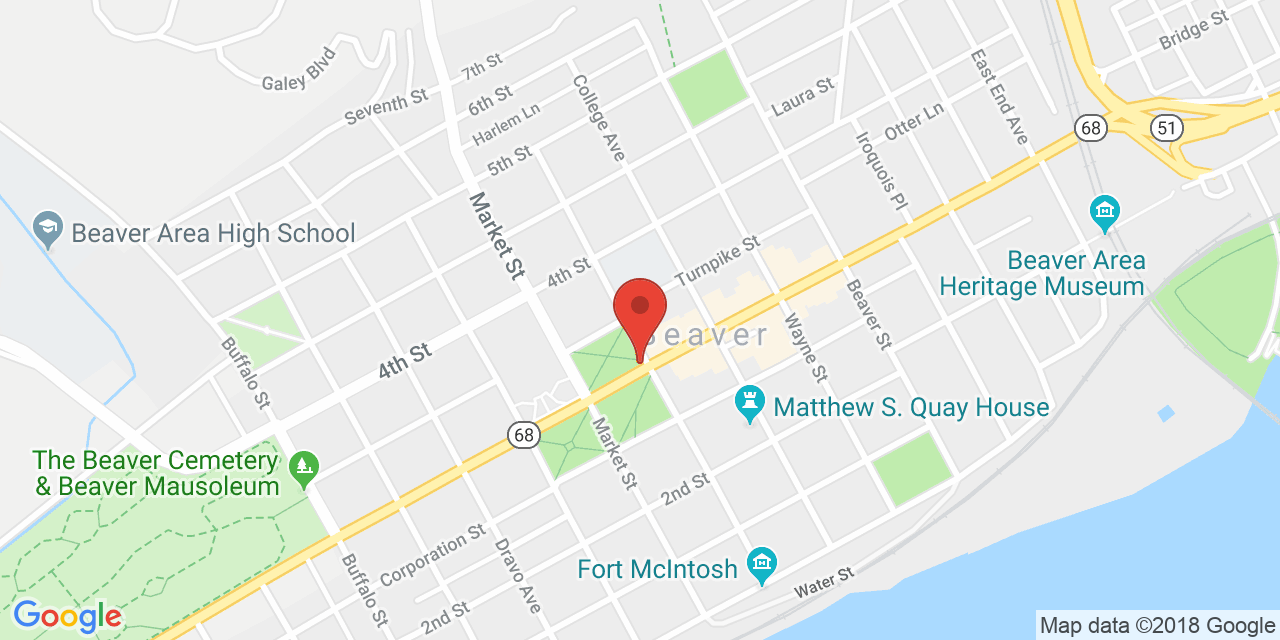 Bridge St
7th St
Galey Blvd
Seventh St
6th St
College Ave
Laura St
East End Ave
Harlem Ln
Otter Ln
68
51
5th St
Iroquois Pl
Market St
Beaver Area High School
4th St
Turnpike St
Beaver Area
Heritage Museum
Beaver St
eaver
Wayne St
4th St
Buffalo St
Matthew S. Quay House
68
Market St
The Beaver Cemetery
& Beaver Mausoleum
2nd St
Corporation St
Dravo Ave
Fort McIntosh
Water St
Buffalo St
2nd St
Google
Map data ©2018 Google